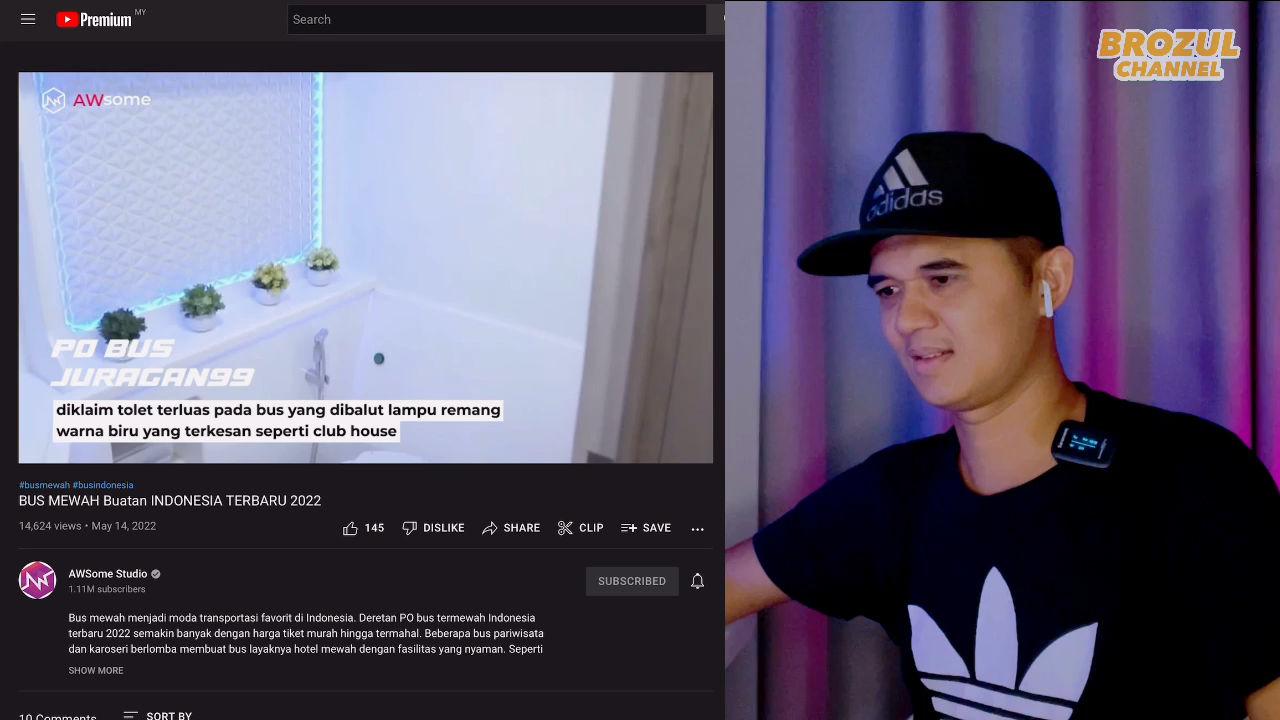 Premium
MY
Search
AWsome
PO BUS
JURAGAN99
diklaim tolet terluas pada bus yang dibalut lampu remang
warna biru yang terkesan seperti club house
#busmewah #busindonesia
BUS MEWAH Buatan INDONESIA TERBARU 2022
14,624 views • May 14, 2022
145
DISLIKE
SHARE
CLIP
SAVE
AWSome Studio
1.11M subscribers
SUBSCRIBED
Bus mewah menjadi moda transportasi favorit di Indonesia. Deretan PO bus termewah Indonesia
terbaru 2022 semakin banyak dengan harga tiket murah hingga termahal. Beberapa bus pariwisata
dan karoseri berlomba membuat bus layaknya hotel mewah dengan fasilitas yang nyaman. Seperti
SHOW MORE
10 Comments
SORT BY
BROZUL
CHANNEL
adidas